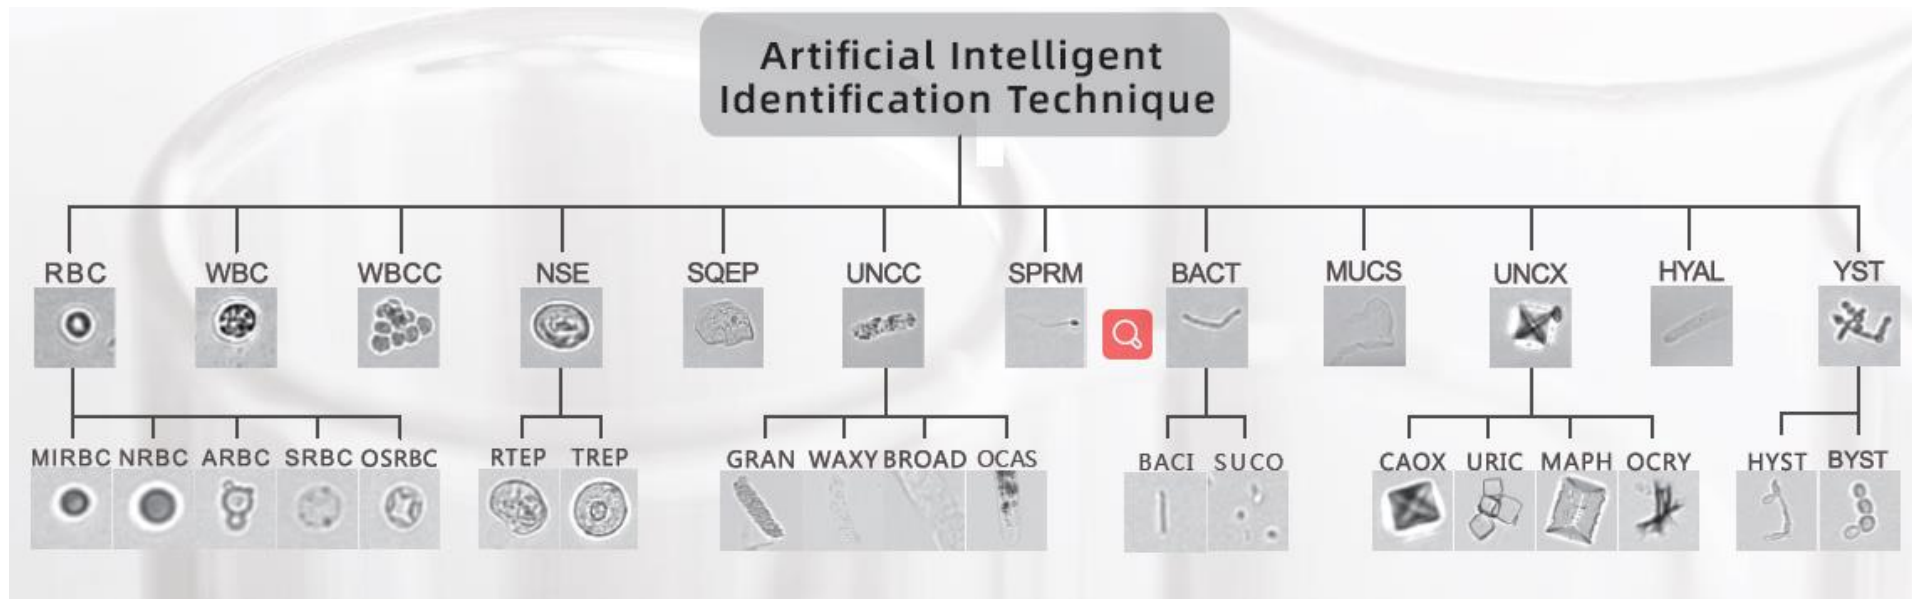 Artificial Intelligent
Identification Technique
RBC WBC WBCC NSE SQEP UNCC SPRM BACT MUCS UNCX HYAL YST
MIRBC NRBC ARBC SRBC OSRBC RTEP TREP GRAN WAXY BROAD OCAS BACI SUCO CAOX URIC MAPH OCRY HYST BYST